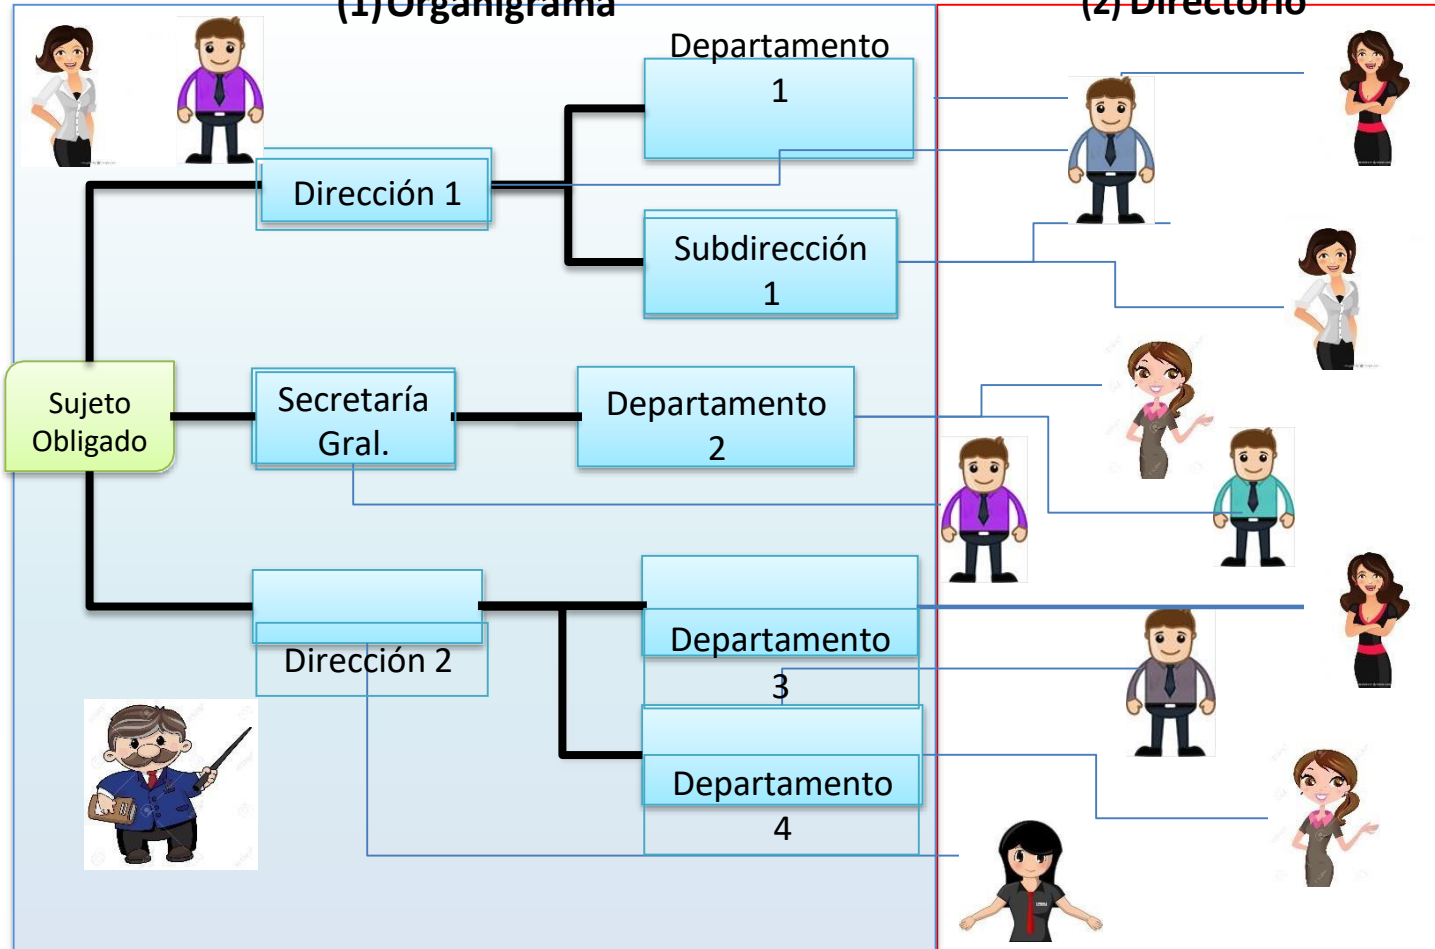 (1) Organigrama
(2) Directorio
Departamento
1
Dirección 1
Subdirección
1
Sujeto
Obligado
Secretaría
Gral.
Departamento
2
Dirección 2
Departamento
3
Departamento
4